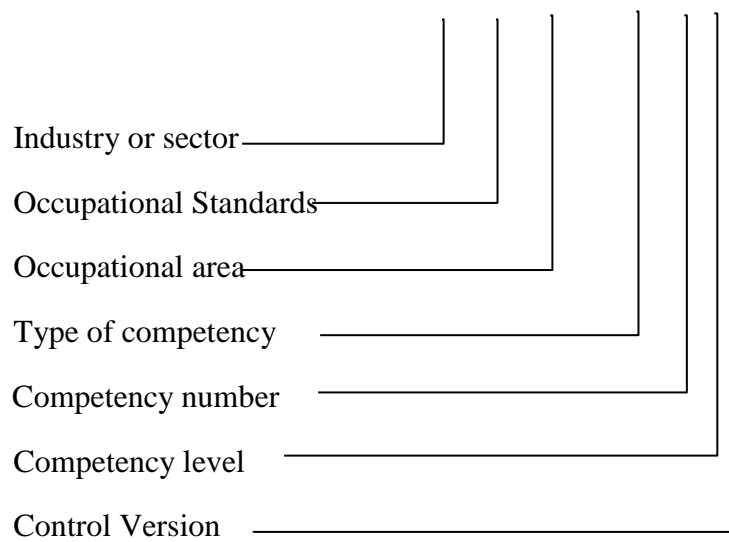 Industry or sector
Occupational Standards
Occupational area
Type of competency
Competency number
Competency level
Control Version